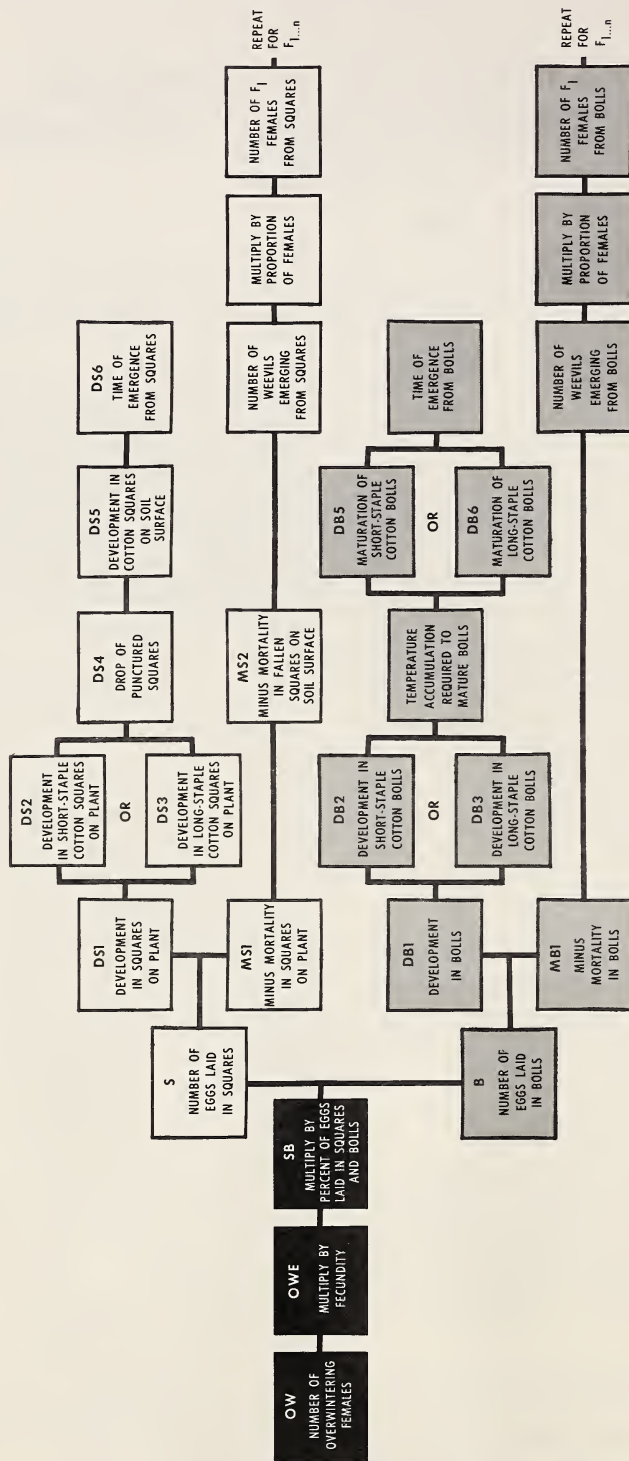 OW
NUMBER OF
OVERWINTERING
FEMALES
OWE
MULTIPLY BY
FECUNDITY
SB
MULTIPLY BY
PERCENT OF EGGS
LAID IN SQUARES
AND BOLLS
S
NUMBER OF
EGGS LAID
IN SQUARES
DS1
DEVELOPMENT
IN SQUARES
ON PLANT
DS2
DEVELOPMENT
IN SHORT-STAPLE
COTTON SQUARES
ON PLANT
OR
DS3
DEVELOPMENT
IN LONG-STAPLE
COTTON SQUARES
ON PLANT
DS4
DROP OF
PUNCTURED
SQUARES
DS5
DEVELOPMENT IN
COTTON SQUARES
ON SOIL
SURFACE
DS6
TIME OF
EMERGENCE
FROM SQUARES
MS1
MINUS MORTALITY
IN SQUARES
ON PLANT
MS2
MINUS MORTALITY
IN FALLEN
SQUARES ON
SOIL SURFACE
NUMBER OF
WEEVILS
EMERGING
FROM SQUARES
MULTIPLY BY
PROPORTION
OF FEMALES
NUMBER OF F1
FEMALES
FROM SQUARES
REPEAT
FOR
F1...n
B
NUMBER OF
EGGS LAID
IN BOLLS
DB1
DEVELOPMENT
IN BOLLS
DB2
DEVELOPMENT IN
SHORT-STAPLE
COTTON BOLLS
OR
DB3
DEVELOPMENT IN
LONG-STAPLE
COTTON BOLLS
TEMPERATURE
ACCUMULATION
REQUIRED TO
MATURE BOLLS
DB5
MATURATION OF
SHORT-STAPLE
COTTON BOLLS
OR
DB6
MATURATION OF
LONG-STAPLE
COTTON BOLLS
TIME OF
EMERGENCE
FROM BOLLS
MB1
MINUS
MORTALITY
IN BOLLS
NUMBER OF
WEEVILS
EMERGING
FROM BOLLS
MULTIPLY BY
PROPORTION
OF FEMALES
NUMBER OF F1
FEMALES
FROM BOLLS
REPEAT
FOR
F1...n